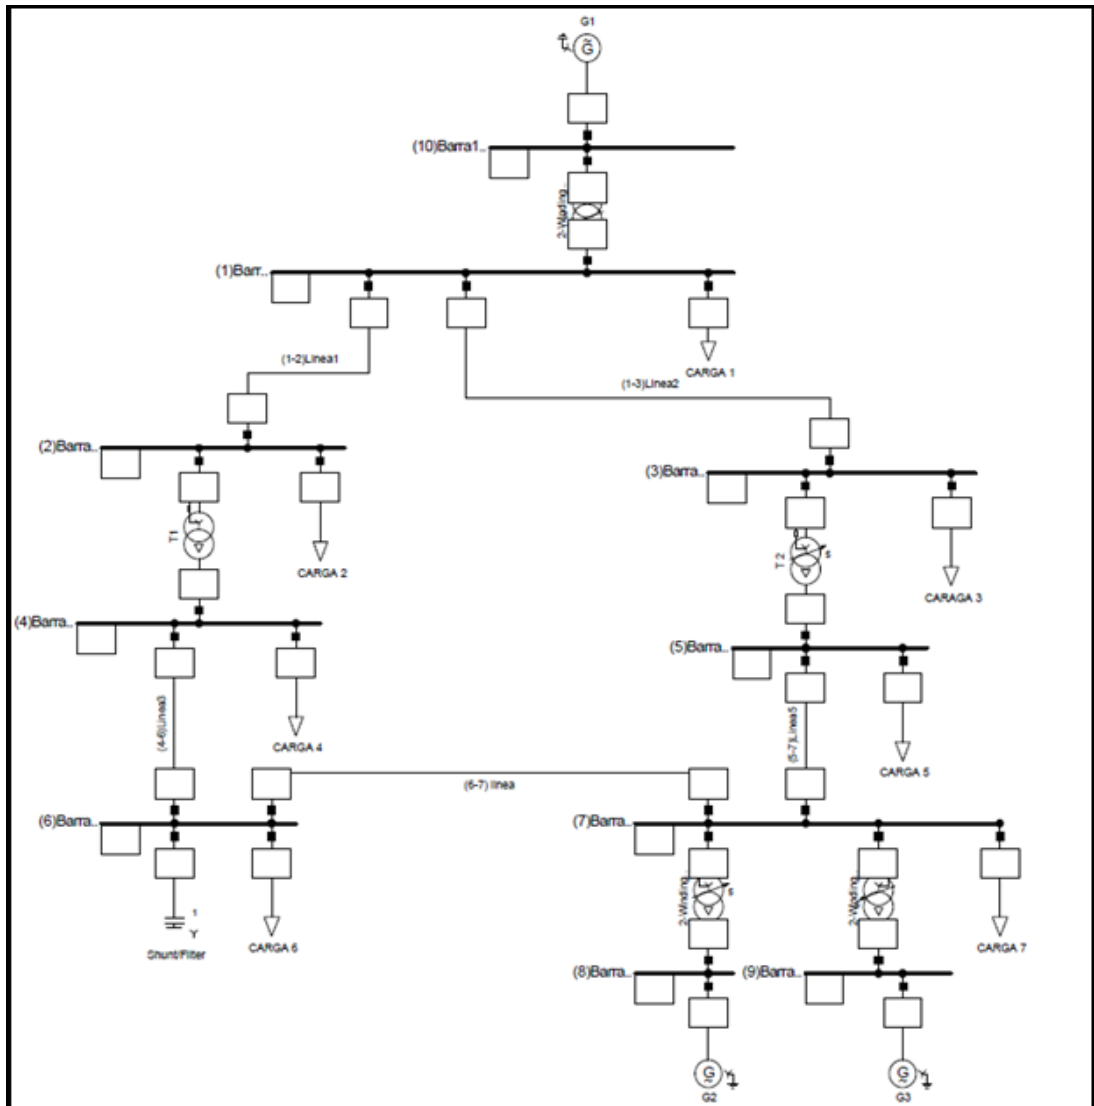 G1
G
(10)Barra1..
2-Winding...
(1)Barr..
(1-2)Linea1
CARGA 1
(1-3)Linea2
(2)Barra..
(3)Barra..
T1
CARGA 2
T 2
s
CARAGA 3
(4)Barra..
(5)Barra..
(4-6)Linea3
CARGA 4
(5-7)Linea5
CARGA 5
(6-7) linea
(6)Barra..
(7)Barra..
1
Y
Shunt/Filter
CARGA 6
2-Winding...
s
2-Winding...
s
CARGA 7
(8)Barra..
(9)Barra..
G
G
G2
G3